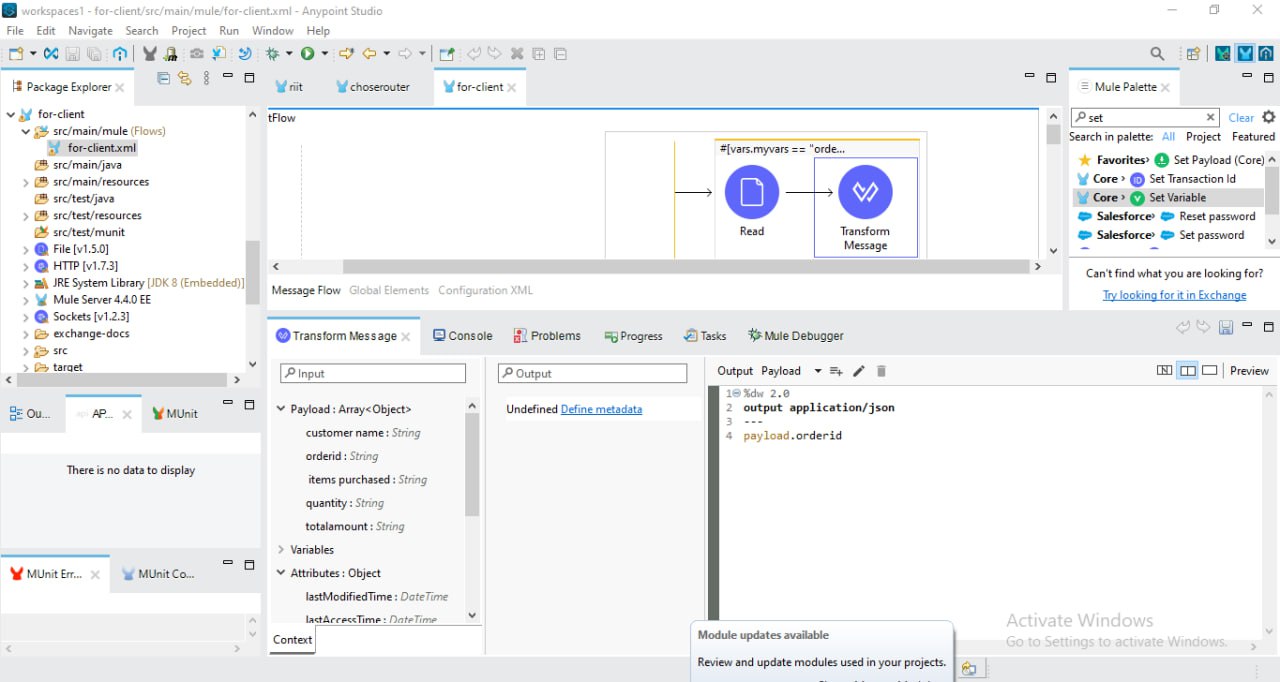 workspaces1 - for-client/src/main/mule/for-client.xml - Anypoint Studio
File Edit Navigate Search Project Run Window Help
Package Explorer
for-client
src/main/mule (Flows)
for-client.xml
src/main/java
src/main/resources
src/test/java
src/test/resources
src/test/munit
File [v1.5.0]
HTTP [v1.7.3]
JRE System Library [JDK 8 (Embedded)]
Mule Server 4.4.0 EE
Sockets [v1.2.3]
exchange-docs
src
target
Ou...
AP...
MUnit
There is no data to display
MUnit Err...
MUnit Co...
riit
choserouter
for-client
tFlow
#[vars.myvars == "orde...
Read
Transform
Message
Message Flow Global Elements Configuration XML
Mule Palette
set
Clear
Search in palette: All Project Featured
Favorites> Set Payload (Core)
Core > Set Transaction Id
Core > Set Variable
Salesforce> Reset password
Salesforce> Set password
Can't find what you are looking for?
Try looking for it in Exchange
Transform Message
Console
Problems
Progress
Tasks
Mule Debugger
Input
Payload : Array<Object>
customer name : String
orderid : String
items purchased : String
quantity : String
totalamount : String
Variables
Attributes : Object
lastModifiedTime : DateTime
lastAccessTime : DateTime
Context
Output
Undefined Define metadata
Output Payload
Preview
1 %dw 2.0
2 output application/json
3 ---
4 payload.orderid
Activate Windows
Go to Settings to activate Windows.
Module updates available
Review and update modules used in your projects.